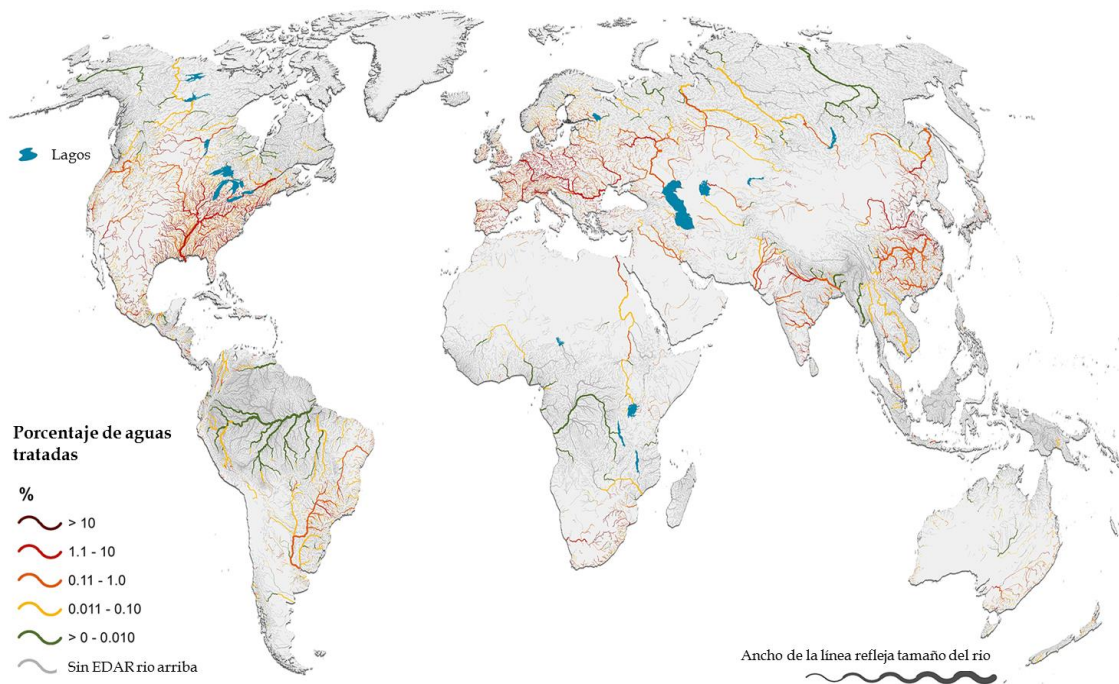 Lagos
Porcentaje de aguas
tratadas
%
> 10
1.1 - 10
0.11 - 1.0
0.011 - 0.10
> 0 - 0.010
Sin EDAR rio arriba
Ancho de la línea refleja tamaño del rio